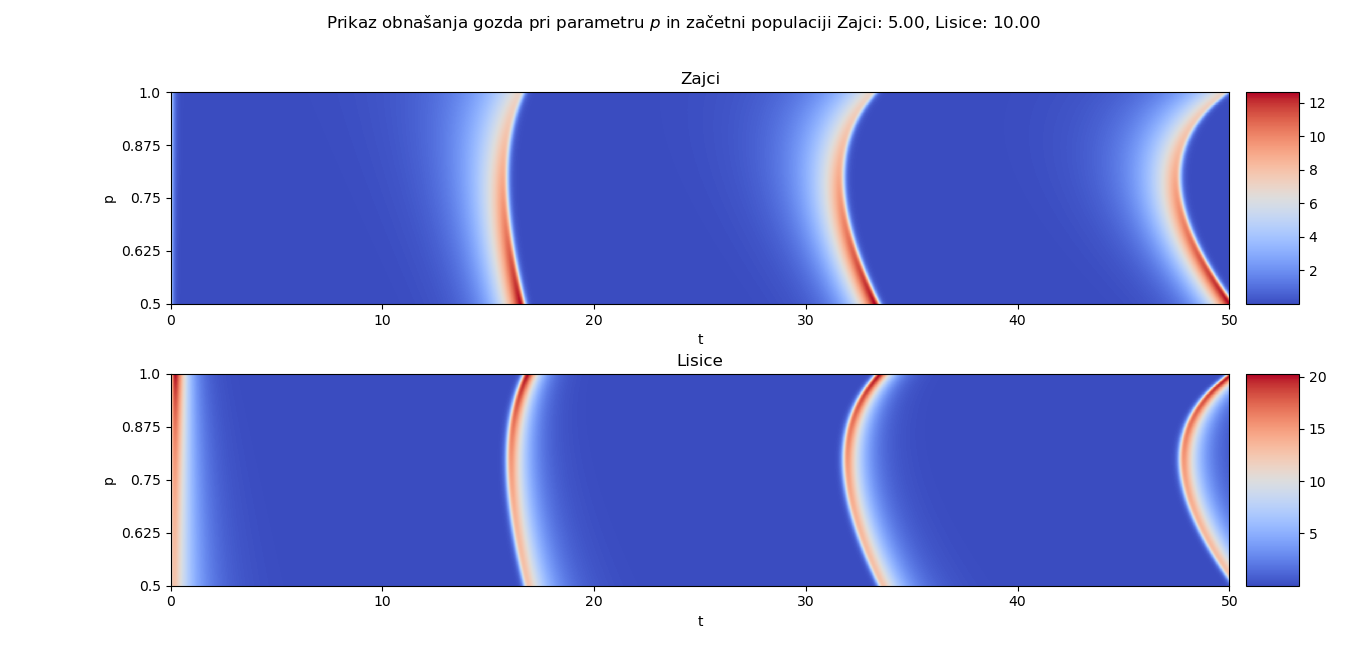 Prikaz obnašanja gozda pri parametru p in začetni populaciji Zajci: 5.00, Lisice: 10.00
Zajci
1.0
0.875
0.75
0.625
0.5
p
0 10 20 30 40 50
t
12
10
8
6
4
2
Lisice
1.0
0.875
0.75
0.625
0.5
p
0 10 20 30 40 50
t
20
15
10
5